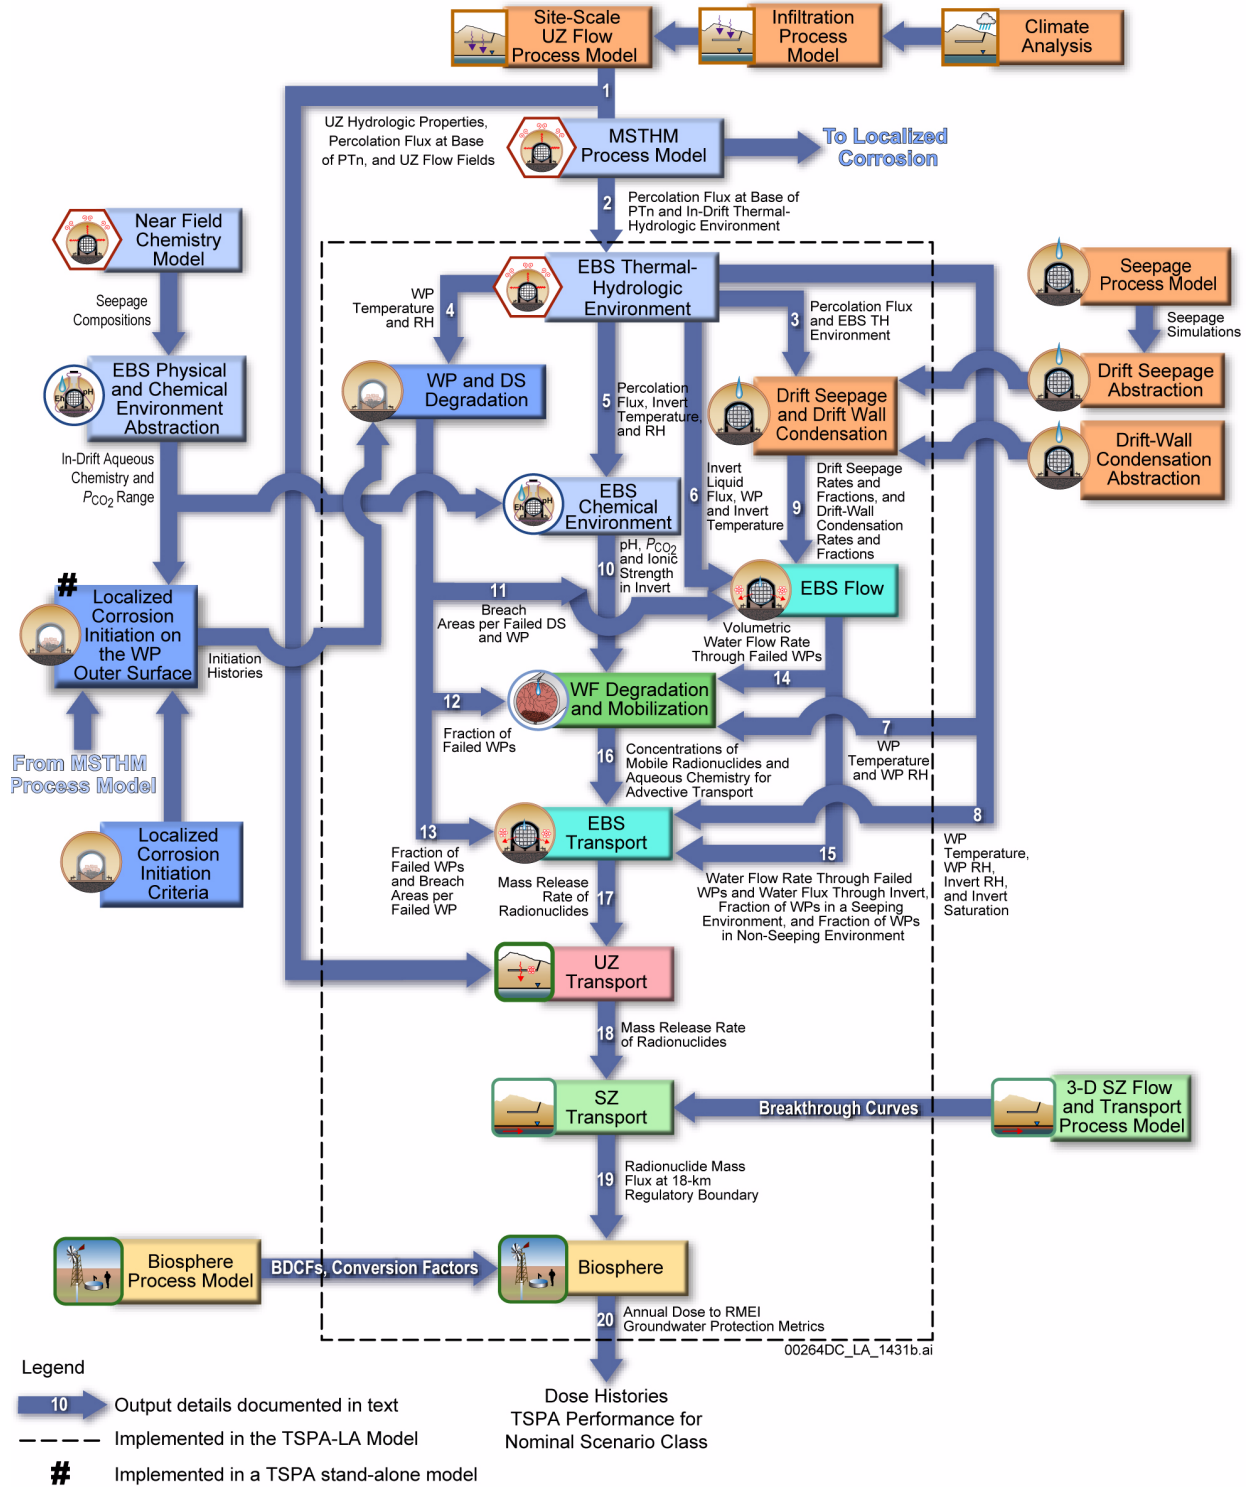 Site-Scale
UZ Flow
Process Model
Infiltration
Process
Model
Climate
Analysis
1
UZ Hydrologic Properties,
Percolation Flux at Base
of PTn, and UZ Flow Fields
MSTHM
Process Model
To Localized
Corrosion
2
Percolation Flux at Base of
PTn and In-Drift Thermal-
Hydrologic Environment
Near Field
Chemistry
Model
Seepage
Compositions
EBS Thermal-
Hydrologic
Environment
Seepage
Process Model
Seepage
Simulations
WP
Temperature
and RH
4
3
Percolation Flux
and EBS TH
Environment
EBS Physical
and Chemical
Environment
Abstraction
Eh
pH
WP and DS
Degradation
5
Percolation
Flux, Invert
Temperature,
and RH
Drift Seepage
and Drift Wall
Condensation
Drift Seepage
Abstraction
Drift-Wall
Condensation
Abstraction
In-Drift Aqueous
Chemistry and
PCO2 Range
EBS
Chemical
Environment
Eh
pH
6
Invert
Liquid
Flux, WP
and Invert
Temperature
9
Drift Seepage
Rates and
Fractions, and
Drift-Wall
Condensation
Rates and
Fractions
10
pH, PCO2
and Ionic
Strength
in Invert
#
Localized
Corrosion
Initiation on
the WP
Outer Surface
11
Breach
Areas per Failed DS
and WP
EBS Flow
Initiation
Histories
Volumetric
Water Flow Rate
Through Failed WPs
14
12
Fraction of
Failed WPs
WF Degradation
and Mobilization
7
WP
Temperature
and WP RH
From MSTHM
Process Model
16
Concentrations of
Mobile Radionuclides and
Aqueous Chemistry for
Advective Transport
Localized
Corrosion
Initiation
Criteria
13
Fraction of
Failed WPs
and Breach
Areas per
Failed WP
EBS
Transport
8
WP
Temperature,
WP RH,
Invert RH,
and Invert
Saturation
15
Water Flow Rate Through Failed
WPs and Water Flux Through Invert,
Fraction of WPs in a Seeping
Environment, and Fraction of WPs
in Non-Seeping Environment
Mass Release
Rate of
Radionuclides
17
UZ
Transport
18
Mass Release Rate
of Radionuclides
SZ
Transport
Breakthrough Curves
3-D SZ Flow
and Transport
Process Model
19
Radionuclide Mass
Flux at 18-km
Regulatory Boundary
Biosphere
Process Model
BDCFs, Conversion Factors
Biosphere
20
Annual Dose to RMEI
Groundwater Protection Metrics
00264DC_LA_1431b.ai
Dose Histories
TSPA Performance for
Nominal Scenario Class
Legend
10 Output details documented in text
Implemented in the TSPA-LA Model
# Implemented in a TSPA stand-alone model